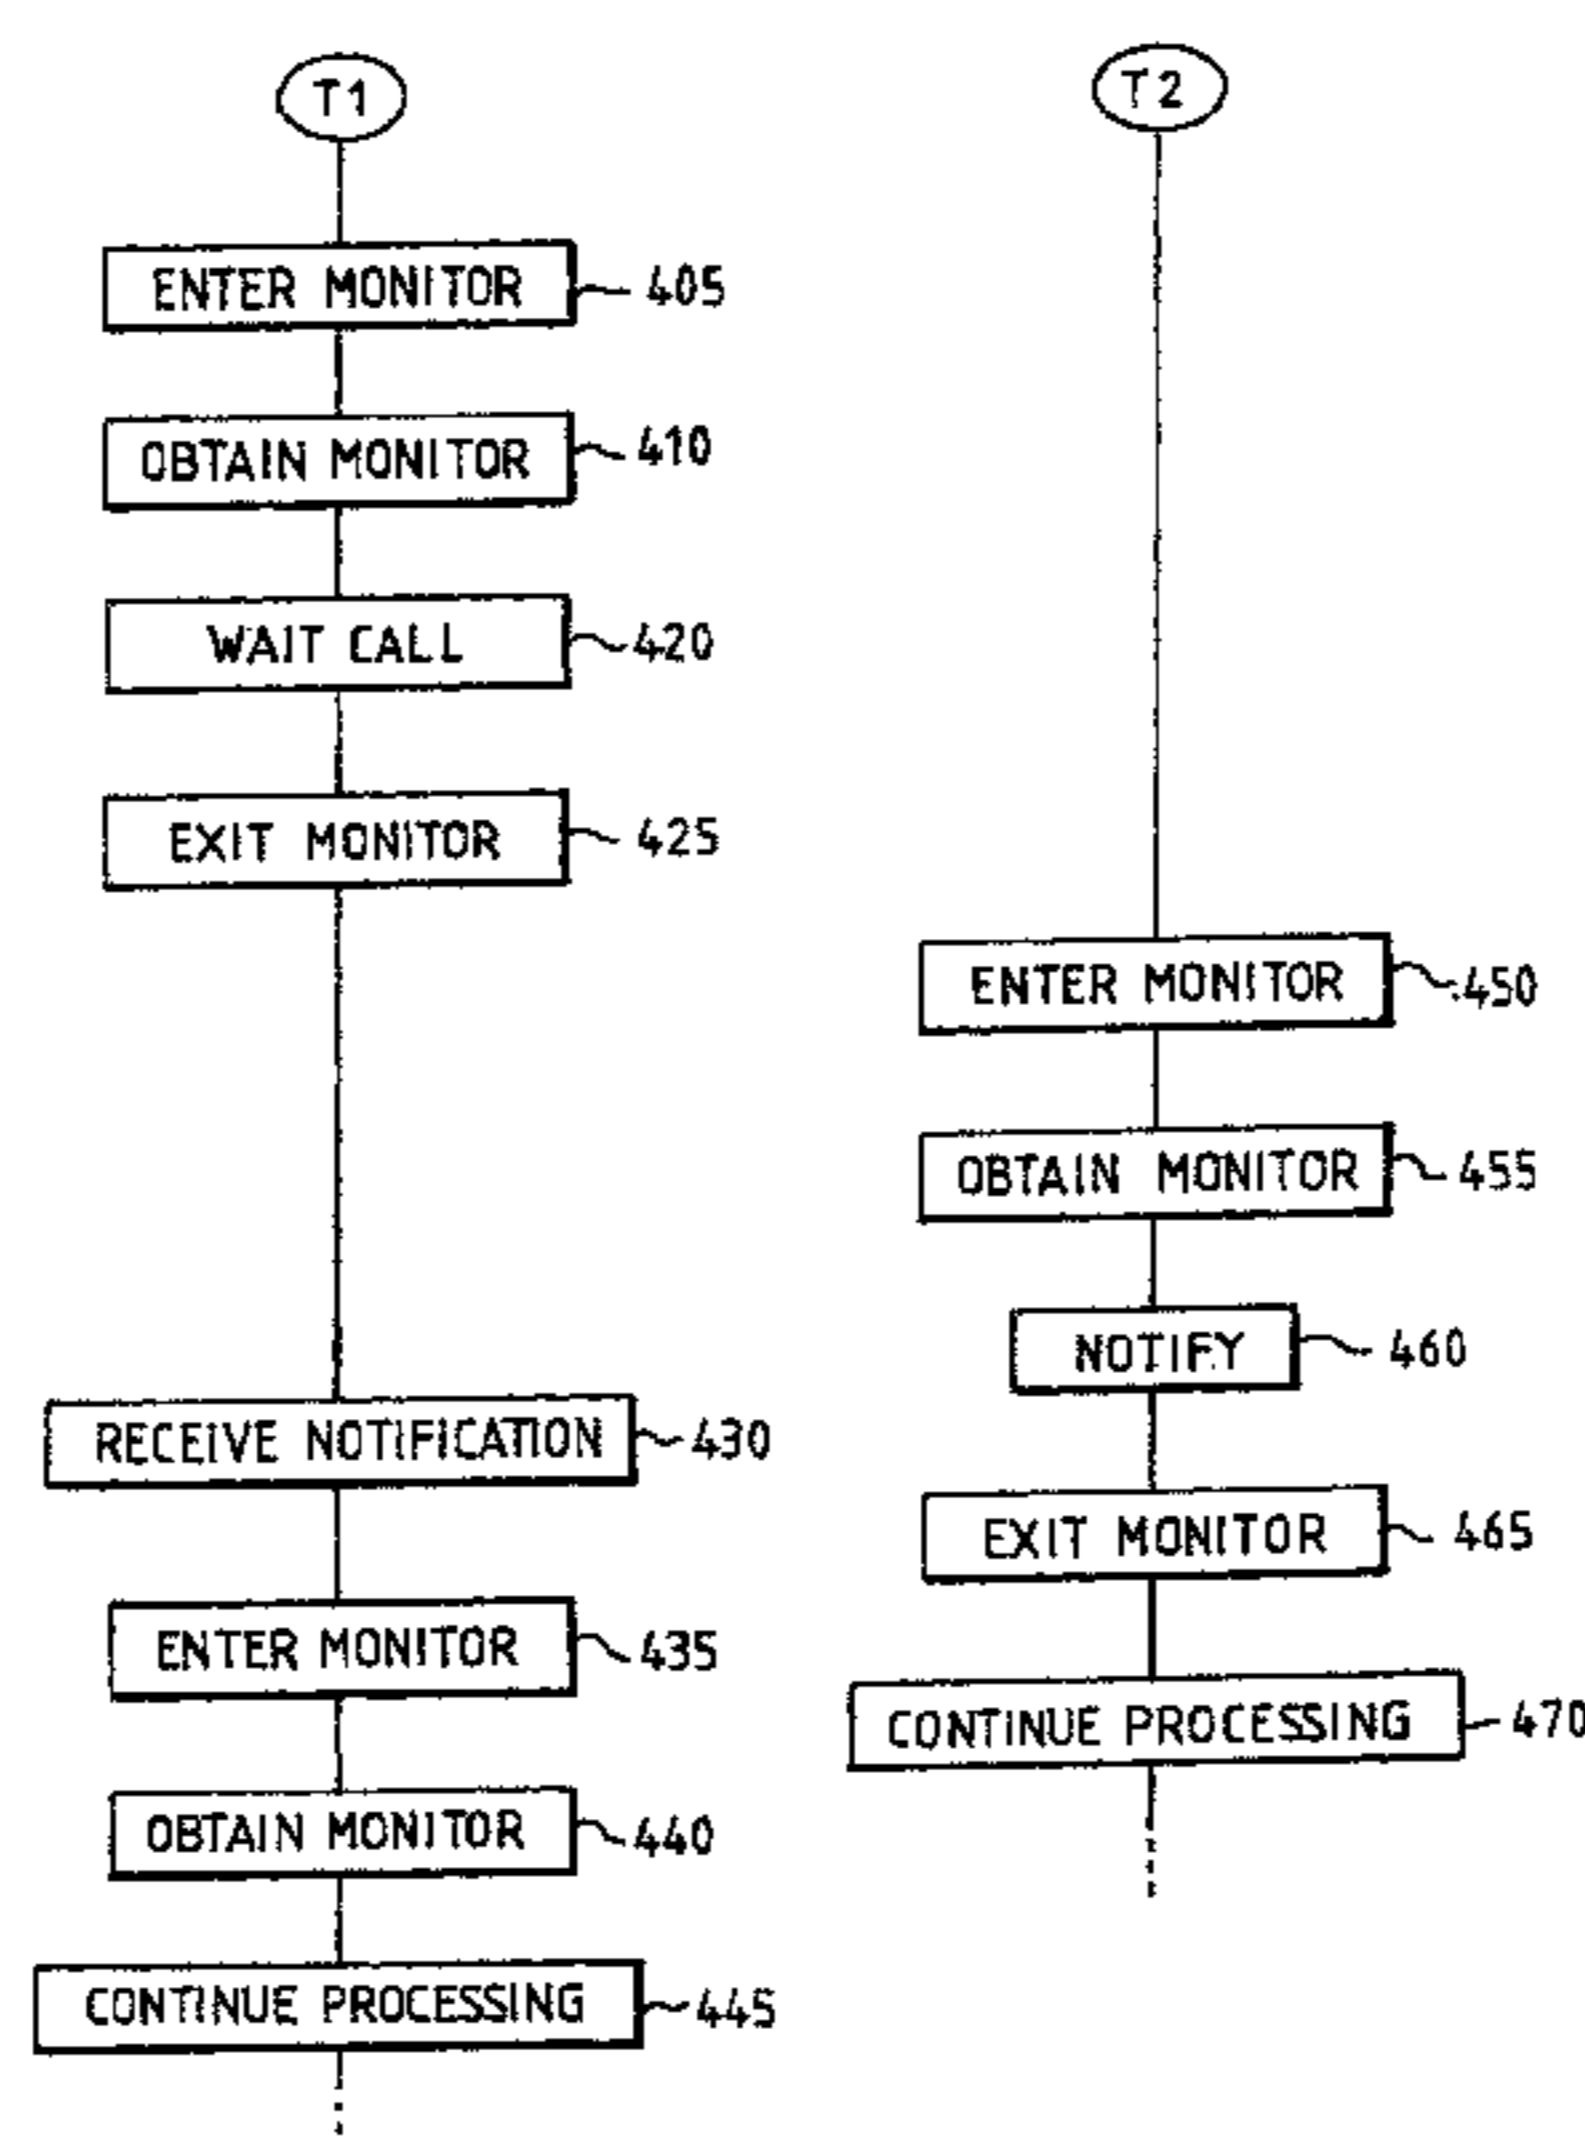 T1
ENTER MONITOR 405
OBTAIN MONITOR 410
WAIT CALL 420
EXIT MONITOR 425
RECEIVE NOTIFICATION 430
ENTER MONITOR 435
OBTAIN MONITOR 440
CONTINUE PROCESSING 445
T2
ENTER MONITOR 450
OBTAIN MONITOR 455
NOTIFY 460
EXIT MONITOR 465
CONTINUE PROCESSING 470